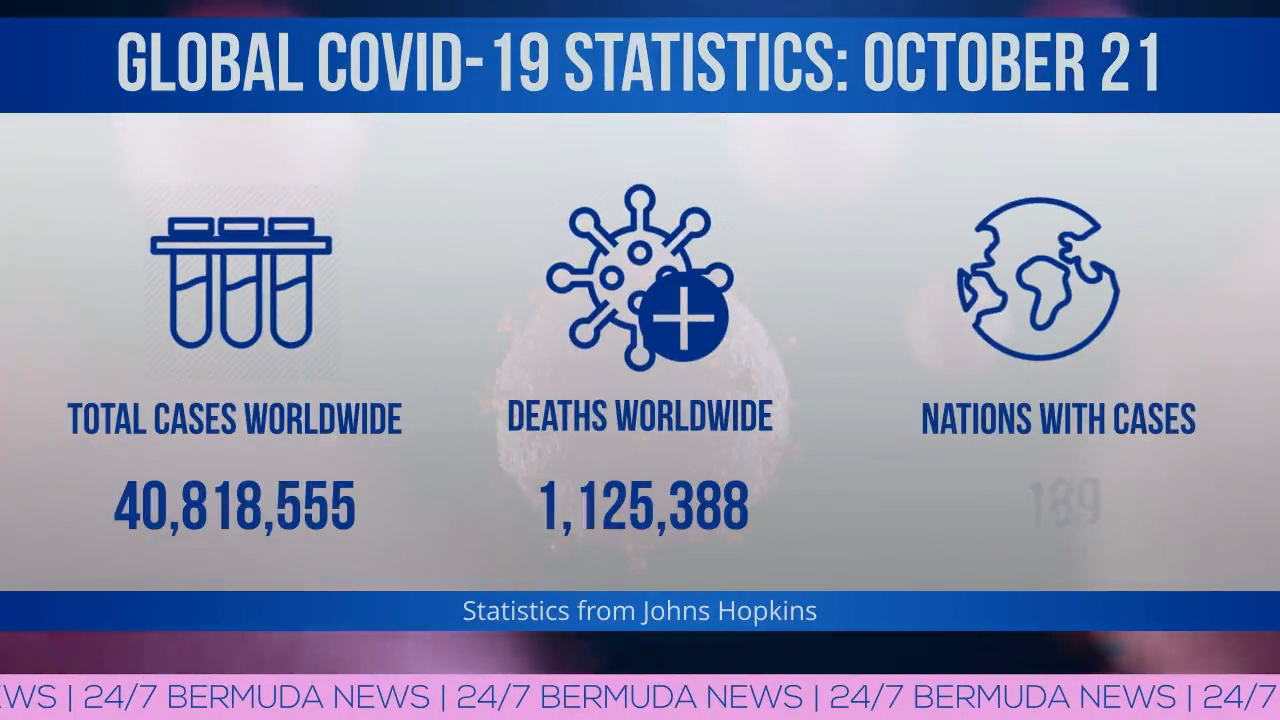 GLOBAL COVID-19 STATISTICS: OCTOBER 21
TOTAL CASES WORLDWIDE
40,818,555
DEATHS WORLDWIDE
1,125,388
NATIONS WITH CASES
189
Statistics from Johns Hopkins
EWS | 24/7 BERMUDA NEWS | 24/7 BERMUDA NEWS | 24/7 BERMUDA NEWS | 24/7